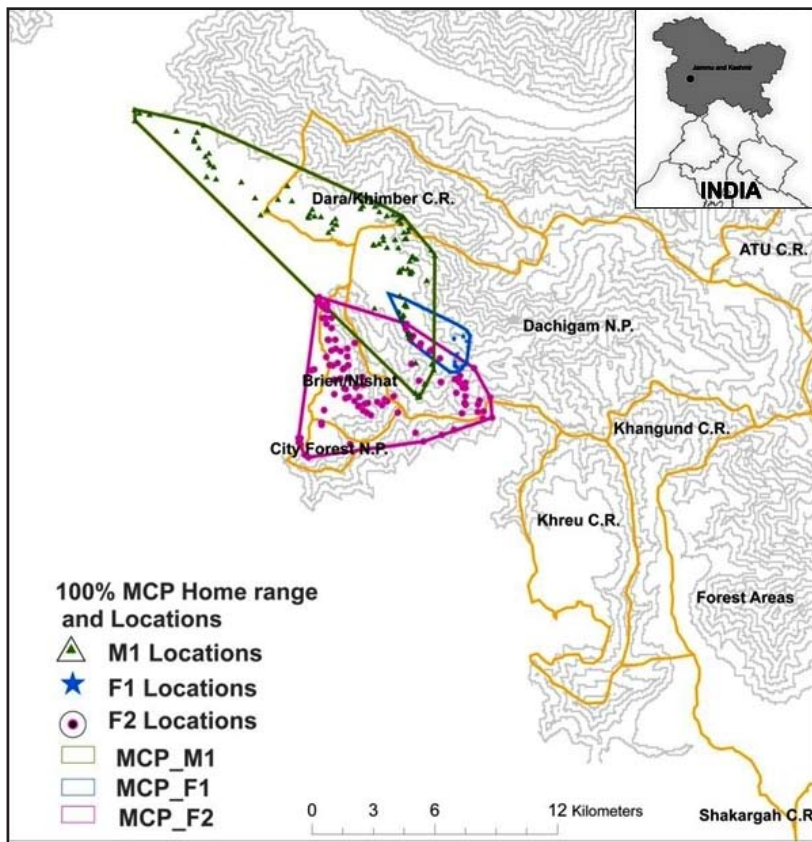 Jammu and Kashmir
INDIA
Dara/Khimber C.R.
ATU C.R.
Dachigam N.P.
Brien/Nishat
Khangund C.R.
City Forest N.P.
Khreu C.R.
Forest Areas
100% MCP Home range
and Locations
M1 Locations
F1 Locations
F2 Locations
MCP_M1
MCP_F1
MCP_F2
0 3 6 12 Kilometers
Shakargah C.R